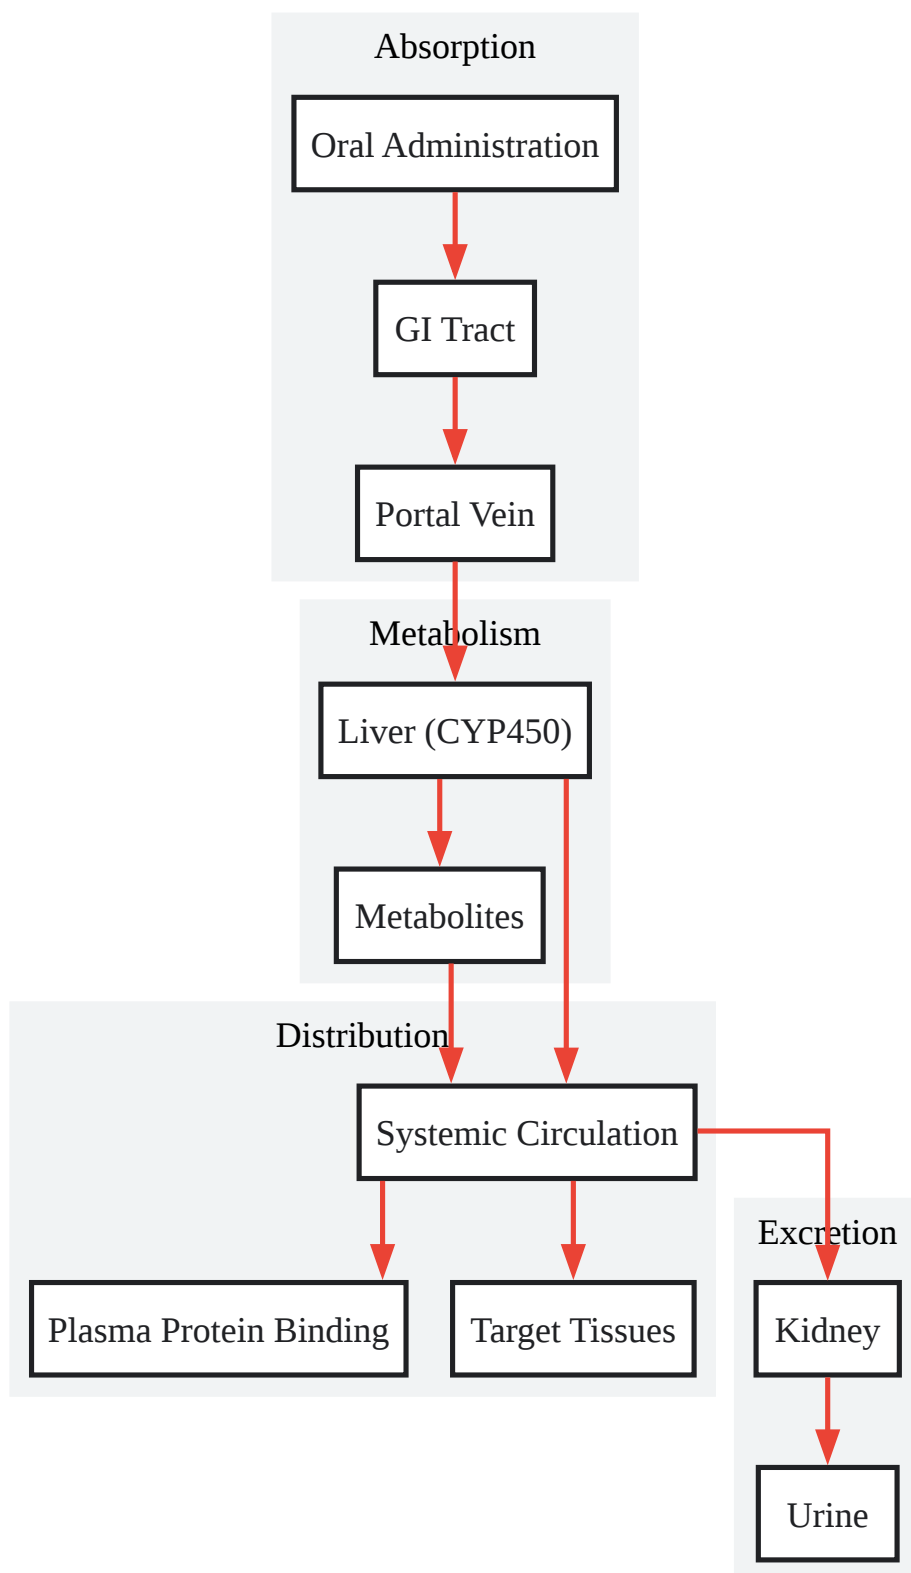 Absorption
Oral Administration
GI Tract
Portal Vein
Metabolism
Liver (CYP450)
Metabolites
Distribution
Systemic Circulation
Plasma Protein Binding
Target Tissues
Excretion
Kidney
Urine